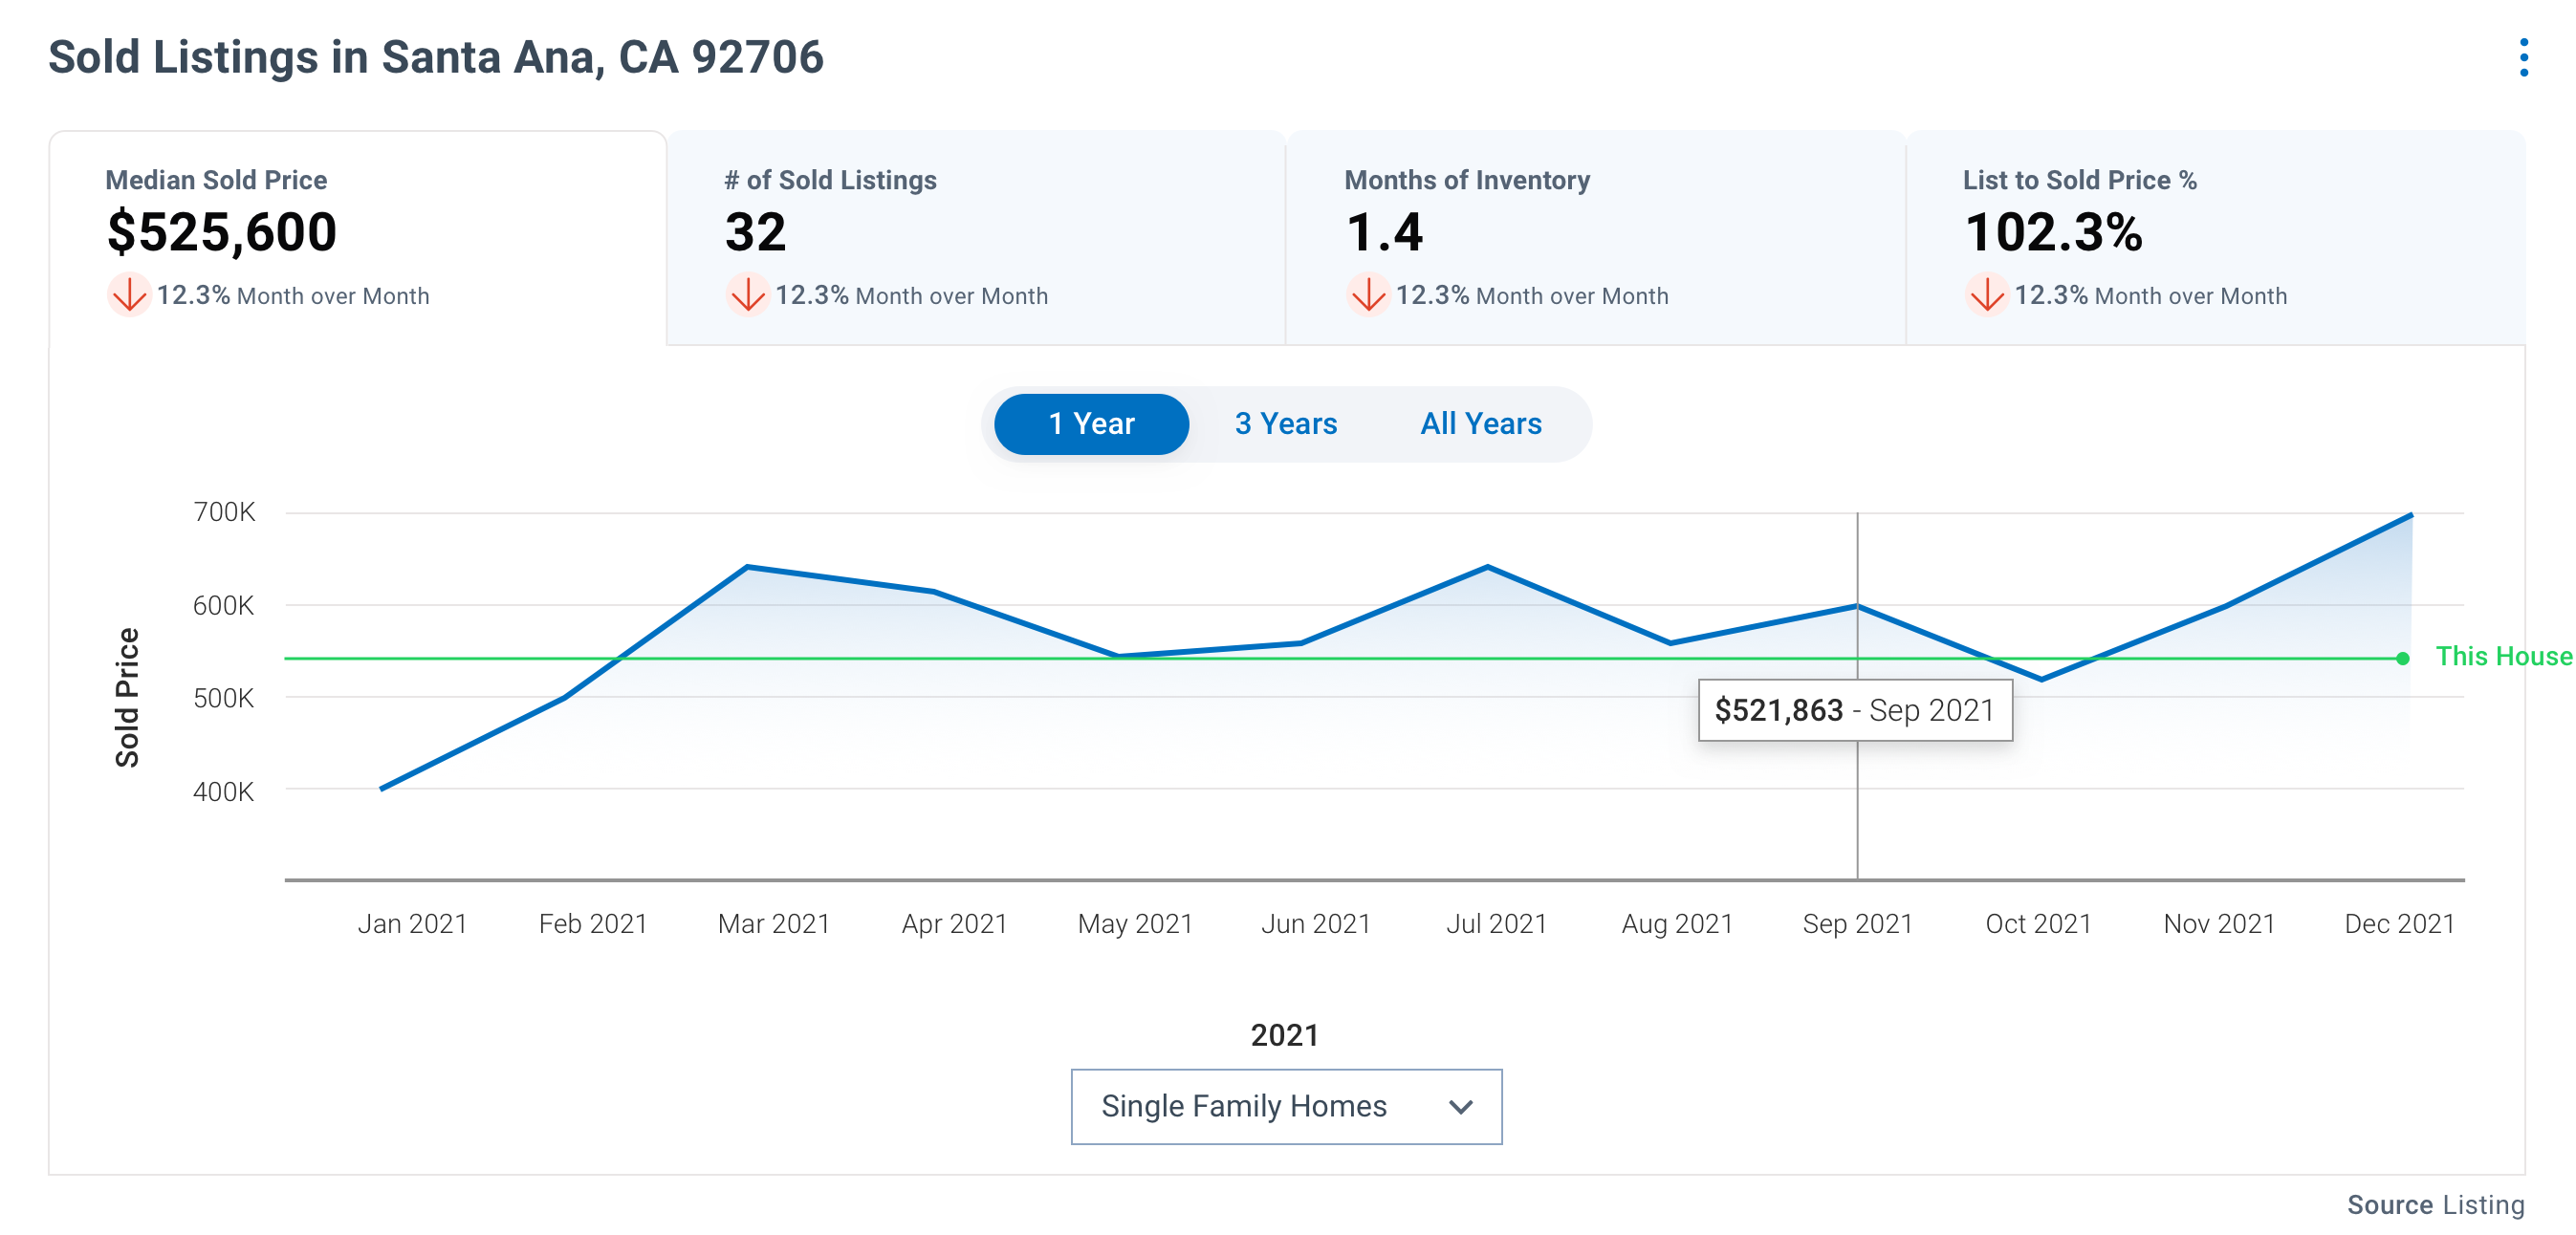 Sold Listings in Santa Ana, CA 92706
Median Sold Price
$525,600
12.3% Month over Month
# of Sold Listings
32
12.3% Month over Month
Months of Inventory
1.4
12.3% Month over Month
List to Sold Price %
102.3%
12.3% Month over Month
1 Year 3 Years All Years
Sold Price
700K
600K
500K
400K
This House
$521,863 - Sep 2021
Jan 2021 Feb 2021 Mar 2021 Apr 2021 May 2021 Jun 2021 Jul 2021 Aug 2021 Sep 2021 Oct 2021 Nov 2021 Dec 2021
2021
Single Family Homes
Source Listing